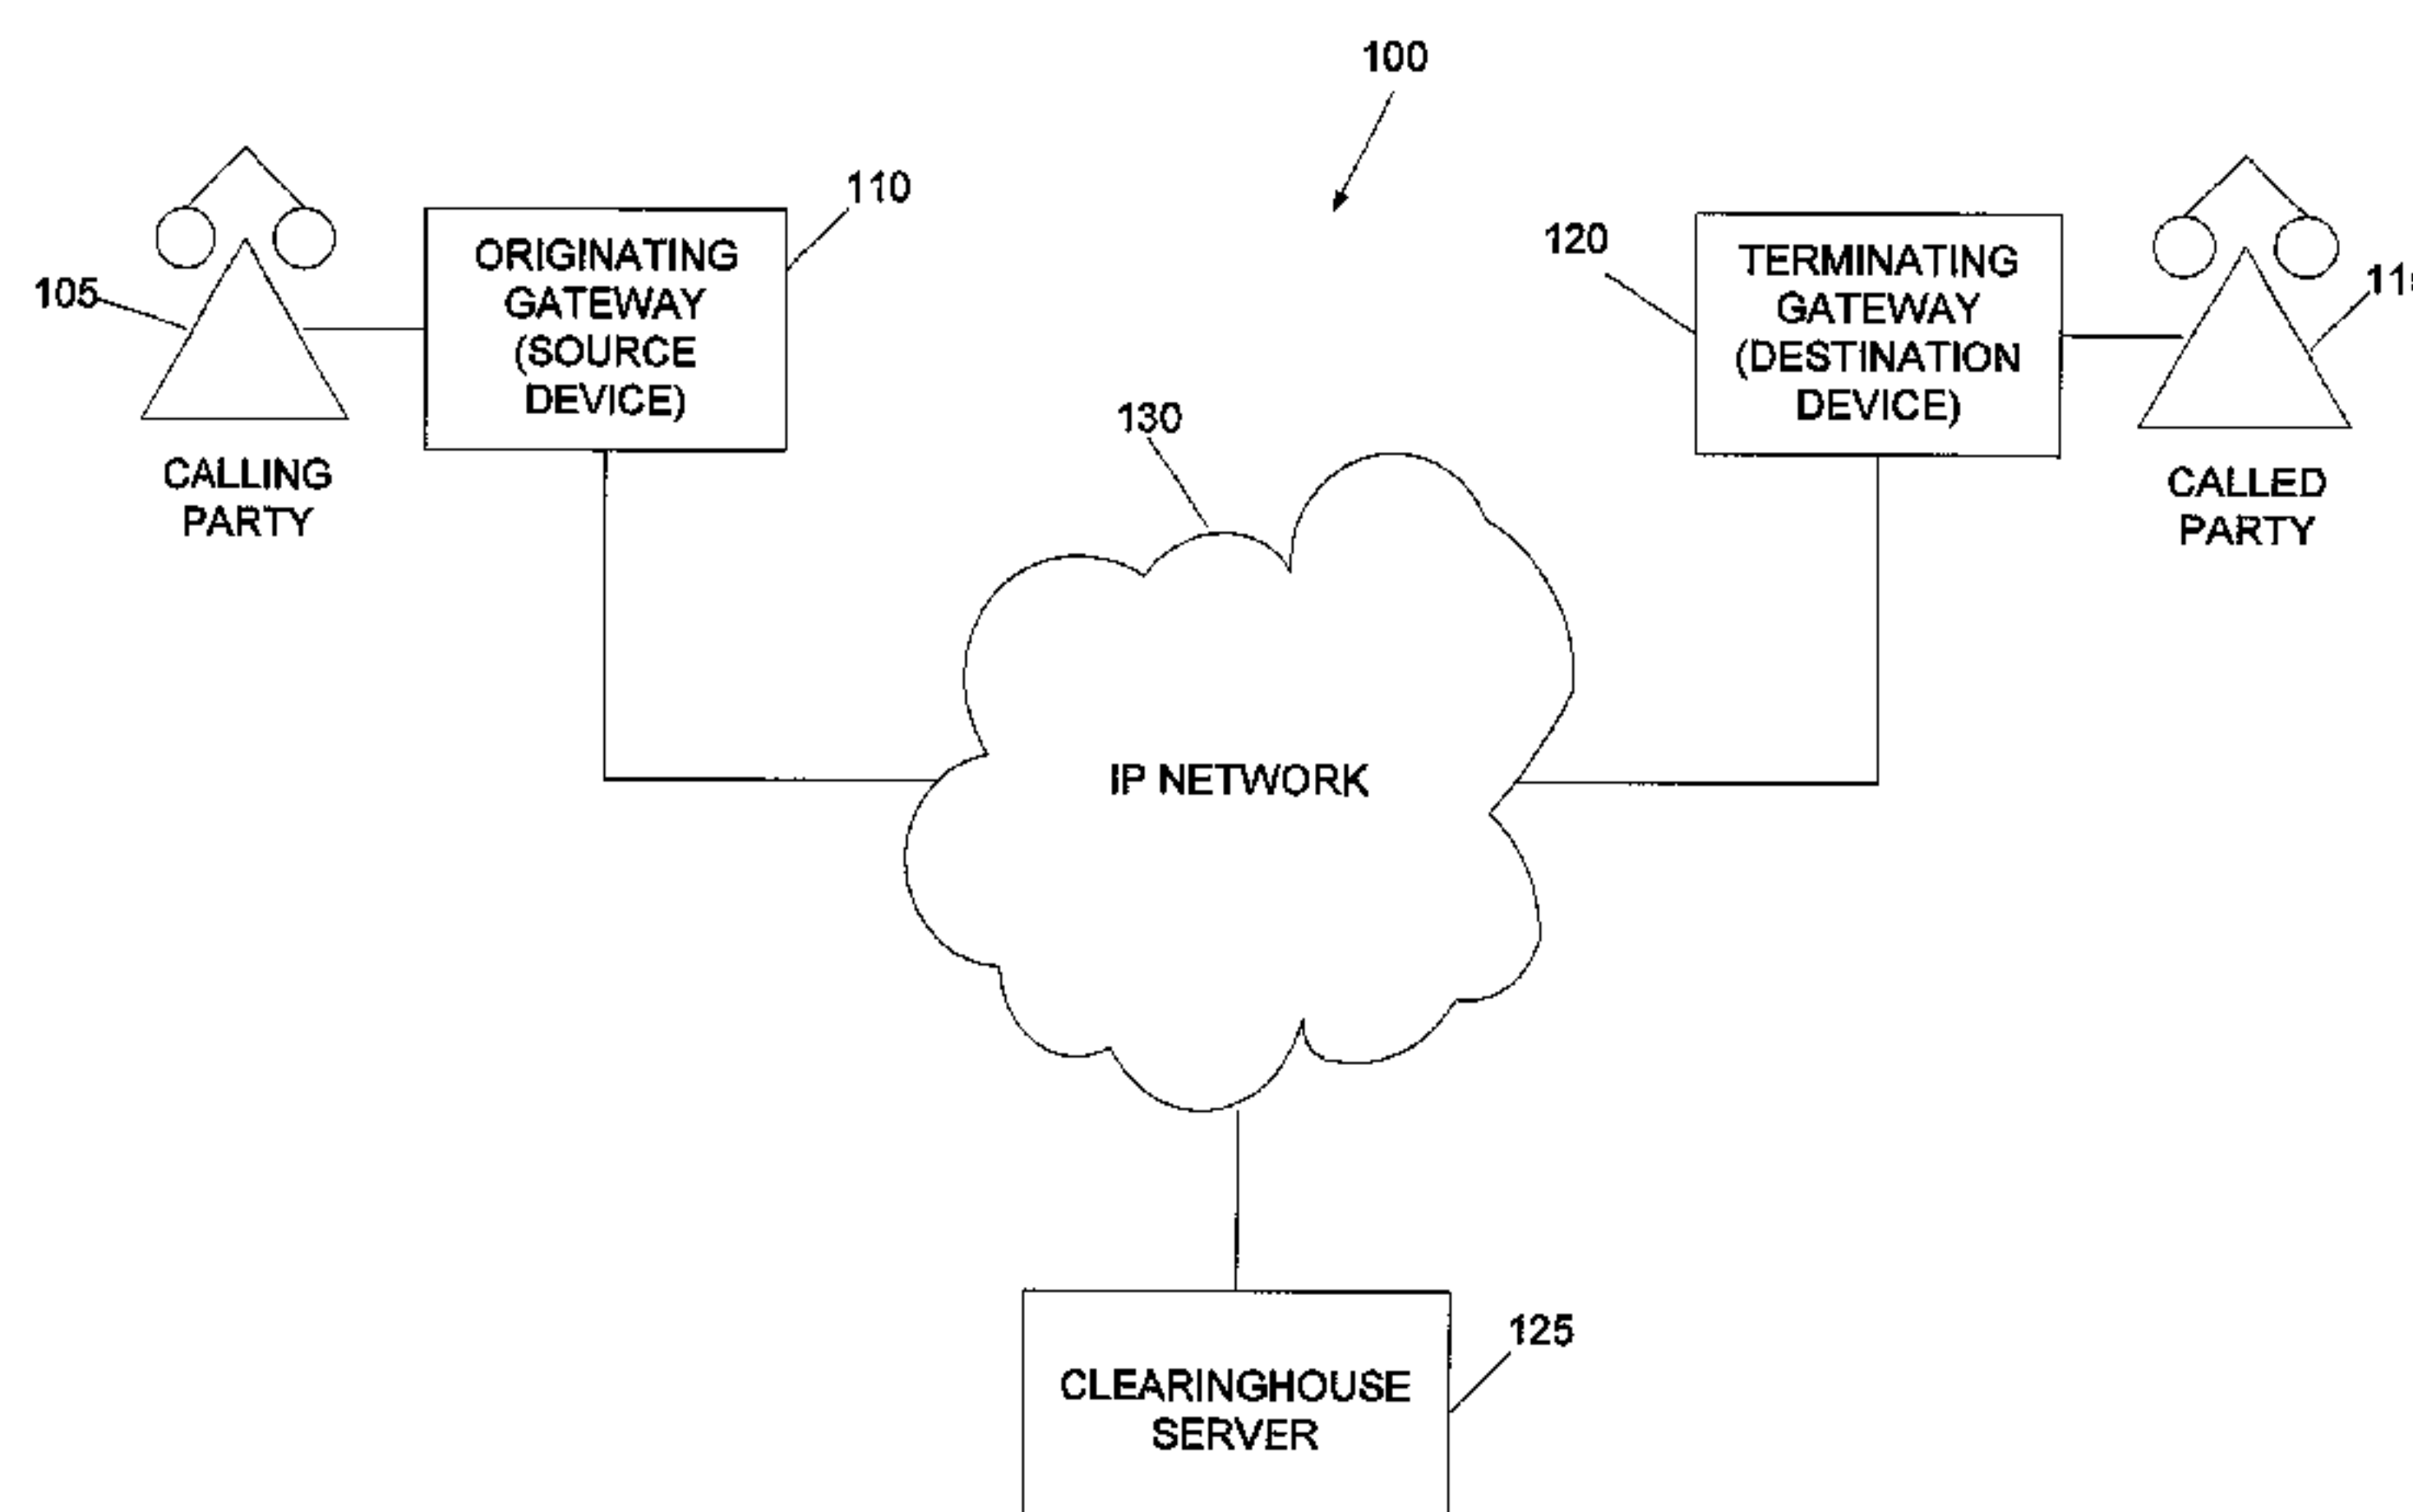 100
110
ORIGINATING
GATEWAY
(SOURCE
DEVICE)
105
CALLING
PARTY
120
TERMINATING
GATEWAY
(DESTINATION
DEVICE)
CALLED
PARTY
130
IP NETWORK
125
CLEARINGHOUSE
SERVER